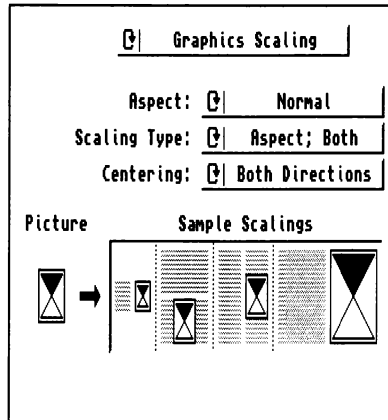 Graphics Scaling
Aspect: Normal
Scaling Type: Aspect; Both
Centering: Both Directions
Picture Sample Scalings